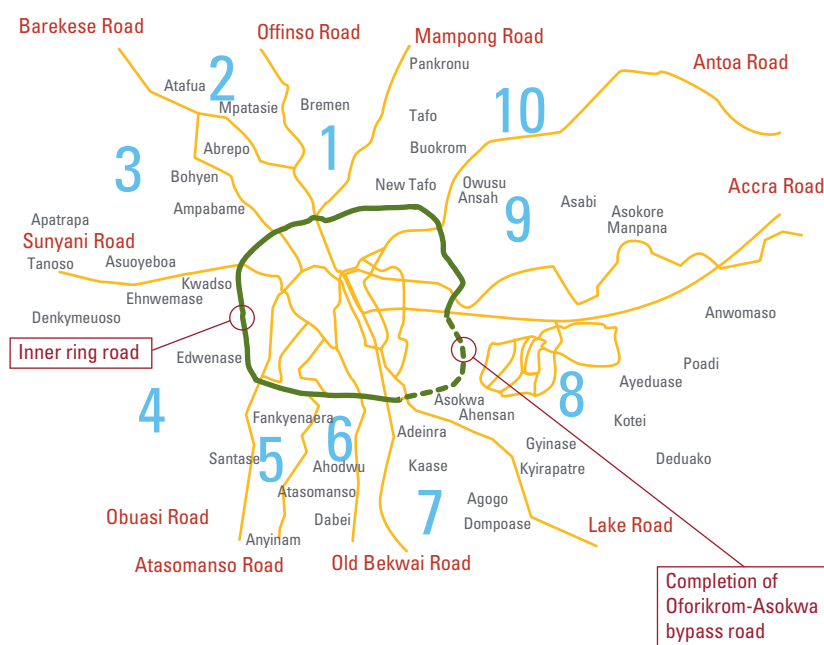 Barekese Road
Offinso Road
Mampong Road
Antoa Road
Pankronu
2
Atafua
Mpatasie
Bremen
10
Tafo
1
Abrepo
Buokrom
3
Bohyen
New Tafo
Owusu
Ansah
Accra Road
Asabi
9
Asokore
Manpana
Ampabame
Apatrapa
Sunyani Road
Tanoso
Asuoyeboa
Kwadso
Ehnwemase
Denkymeuoso
Anwomaso
Inner ring road
Edwenase
Poadi
8
Ayeduase
4
Asokwa
Ahensan
Fankyenaera
Kotei
6
Adeinra
Gyinase
5
Santase
Ahodwu
Kaase
Kyirapatre
Deduako
Atasomanso
7
Agogo
Obuasi Road
Dabei
Dompoase
Lake Road
Anyinam
Atasomanso Road
Old Bekwai Road
Completion of
Oforikrom-Asokwa
bypass road